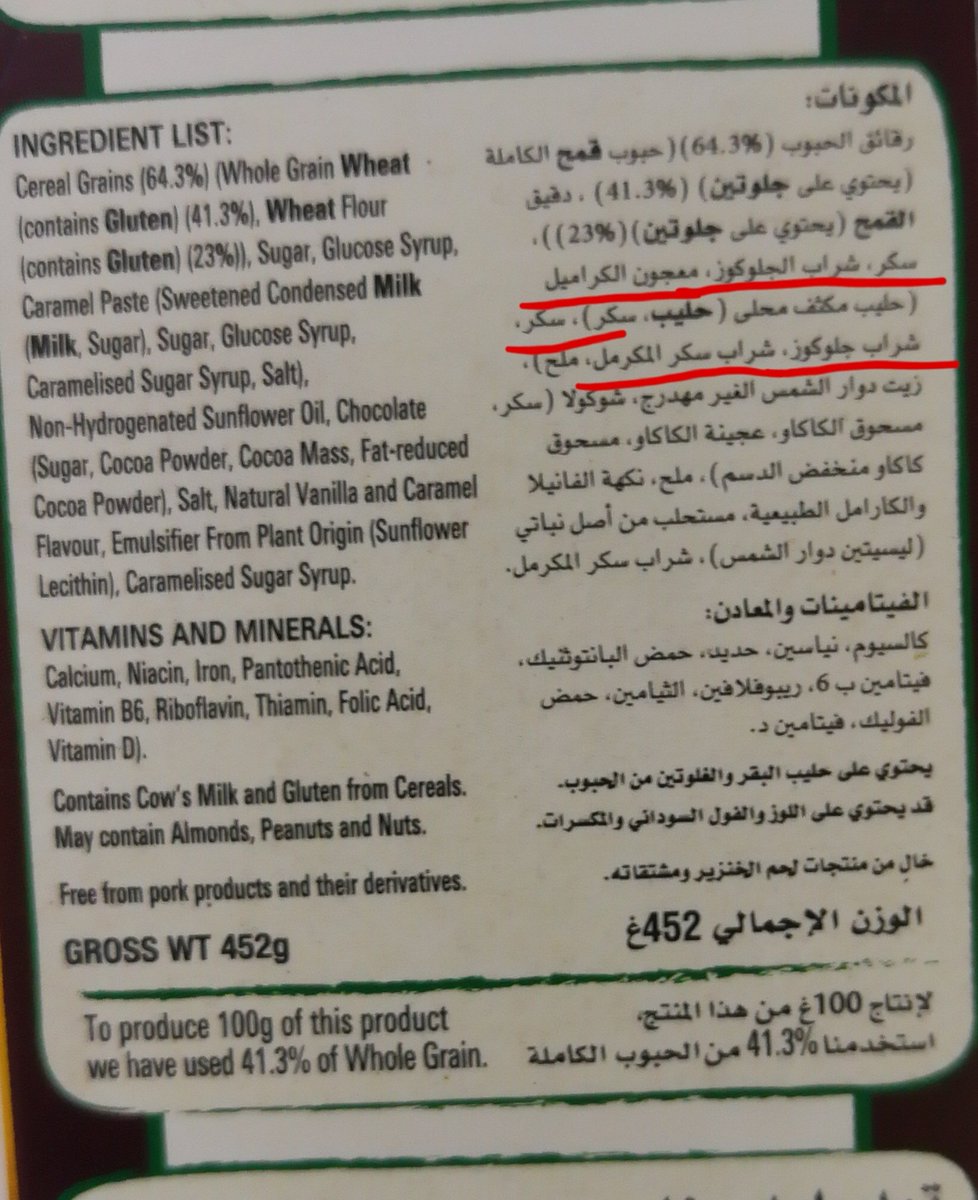 INGREDIENT LIST:
Cereal Grains (64.3%) (Whole Grain Wheat
(contains Gluten) (41.3%), Wheat Flour
(contains Gluten) (23%)), Sugar, Glucose Syrup,
Caramel Paste (Sweetened Condensed Milk
(Milk, Sugar), Sugar, Glucose Syrup,
Caramelised Sugar Syrup, Salt),
Non-Hydrogenated Sunflower Oil, Chocolate
(Sugar, Cocoa Powder, Cocoa Mass, Fat-reduced
Cocoa Powder), Salt, Natural Vanilla and Caramel
Flavour, Emulsifier From Plant Origin (Sunflower
Lecithin), Caramelised Sugar Syrup.
VITAMINS AND MINERALS:
Calcium, Niacin, Iron, Pantothenic Acid,
Vitamin B6, Riboflavin, Thiamin, Folic Acid,
Vitamin D).
Contains Cow's Milk and Gluten from Cereals.
May contain Almonds, Peanuts and Nuts.
Free from pork products and their derivatives.
GROSS WT 452g
To produce 100g of this product
we have used 41.3% of Whole Grain.
المكونات:
رقائق الحبوب (64.3%)(حبوب قمح الكاملة
(يحتوي على جلوتين) (41.3%) ، دقيق
القمح (يحتوي على جلوتين)(23%))،
سكر، شراب الجلوكوز، معجون الكراميل
(حليب مكثف محلى (حليب، سكر)، سكر،
شراب جلوكوز، شراب سكر المكرمل، ملح)،
زيت دوار الشمس الغير مهدرج، شوكولا (سكر،
مسحوق الكاكاو، عجينة الكاكاو، مسحوق
كاكاو منخفض الدسم)، ملح، نكهة الفانيلا
والكارامل الطبيعية، مستحلب من أصل نباتي
(ليسيتين دوار الشمس)، شراب سكر المكرمل.
الفيتامينات والمعادن:
كالسيوم، نياسين، حديد، حمض البانتوثنيك،
فيتامين ب 6، ريبوفلافين، الثيامين، حمض
الفوليك، فيتامين د.
يحتوي على حليب البقر والغلوتين من الحبوب.
قد يحتوي على اللوز والفول السوداني والمكسرات.
خالٍ من منتجات لحم الخنزير ومشتقاته.
الوزن الإجمالي 452غ
لإنتاج 100غ من هذا المنتج،
استخدمنا 41.3% من الحبوب الكاملة